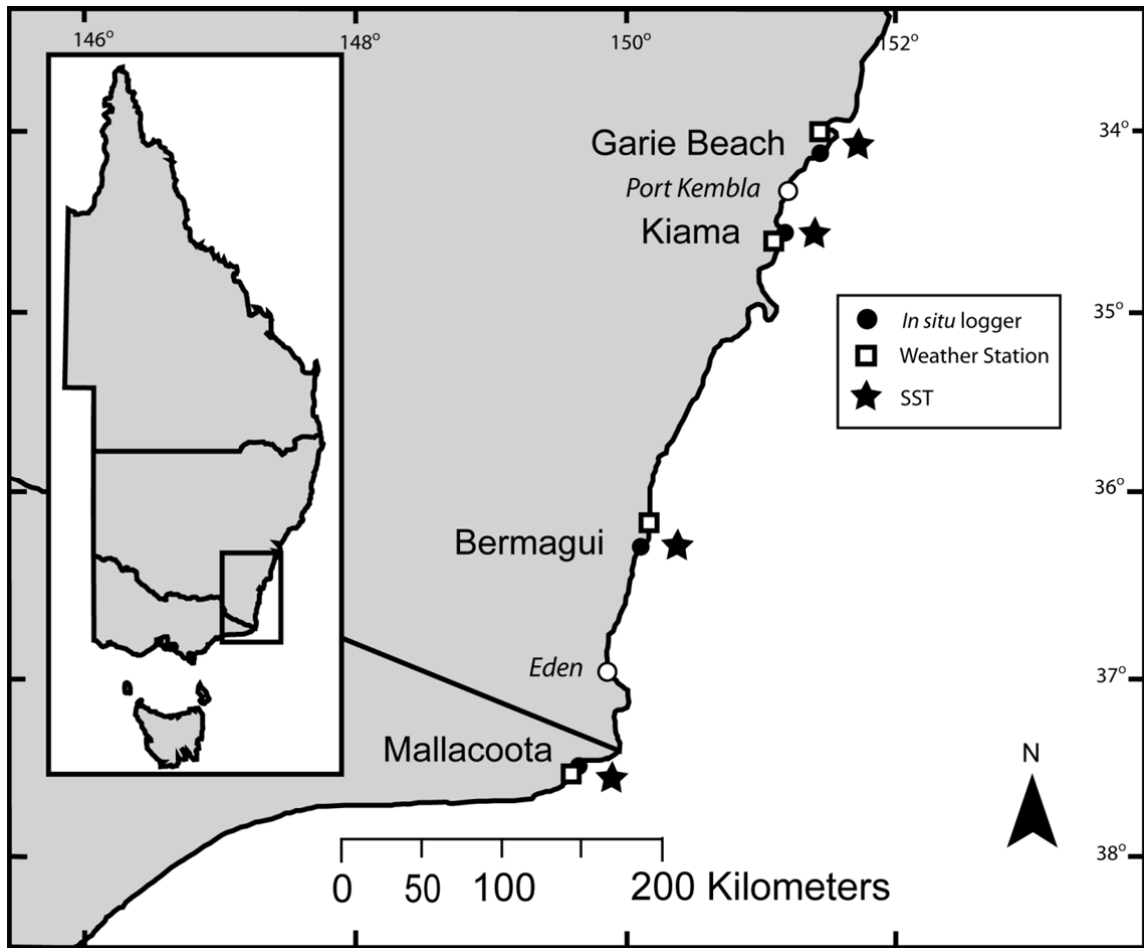 146°
148°
150°
152°
34°
Garie Beach
Port Kembla
Kiama
35°
In situ logger
Weather Station
SST
36°
Bermagui
Eden
37°
Mallacoota
N
38°
0 50 100 200 Kilometers